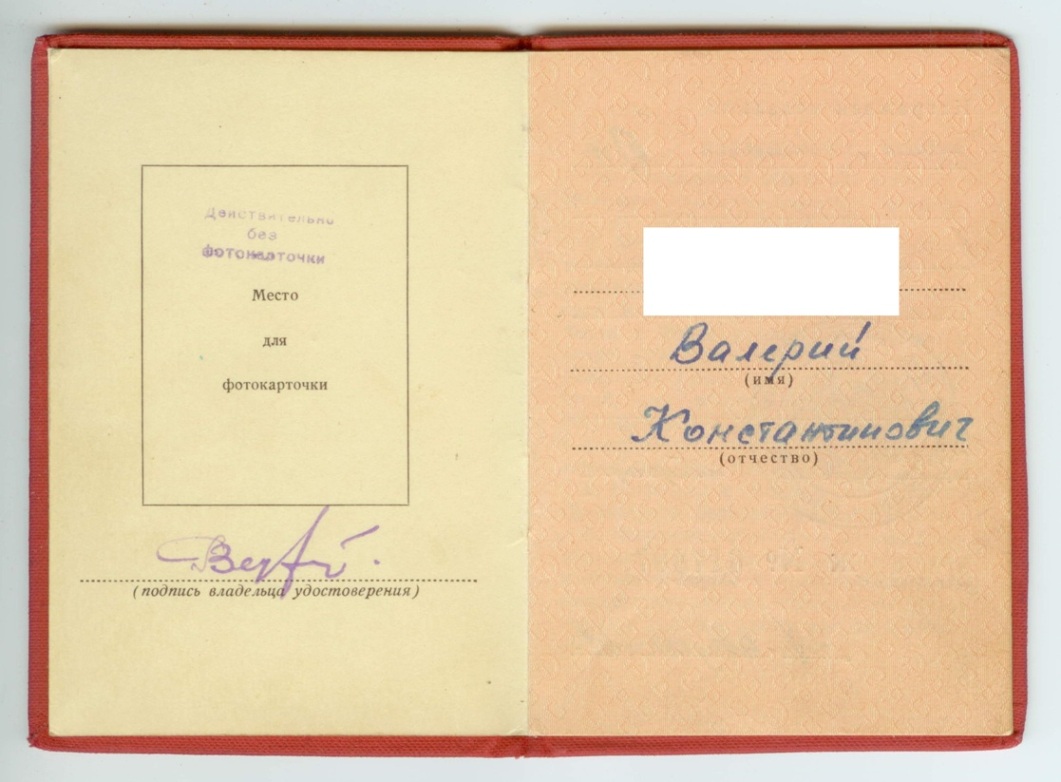 Действительно
без
фотокарточки
Место
для
фотокарточки
(подпись владельца удостоверения)
Валерий
(имя)
Константинович
(отчество)